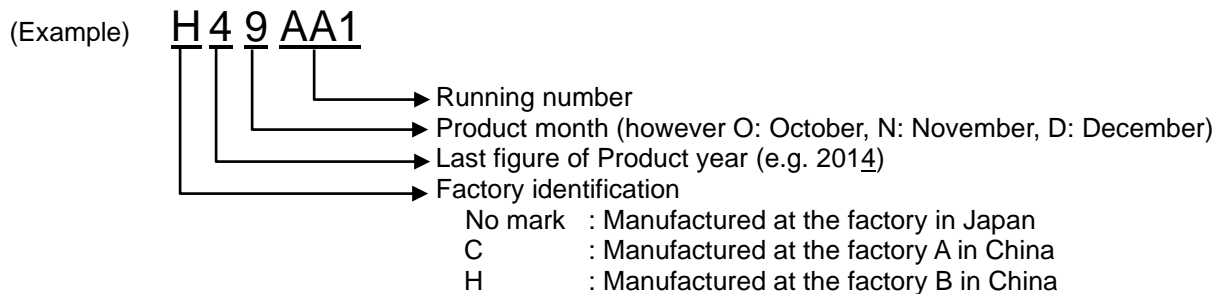 (Example) H 4 9 AA1
Running number
Product month (however O: October, N: November, D: December)
Last figure of Product year (e.g. 2014)
Factory identification
No mark : Manufactured at the factory in Japan
C : Manufactured at the factory A in China
H : Manufactured at the factory B in China